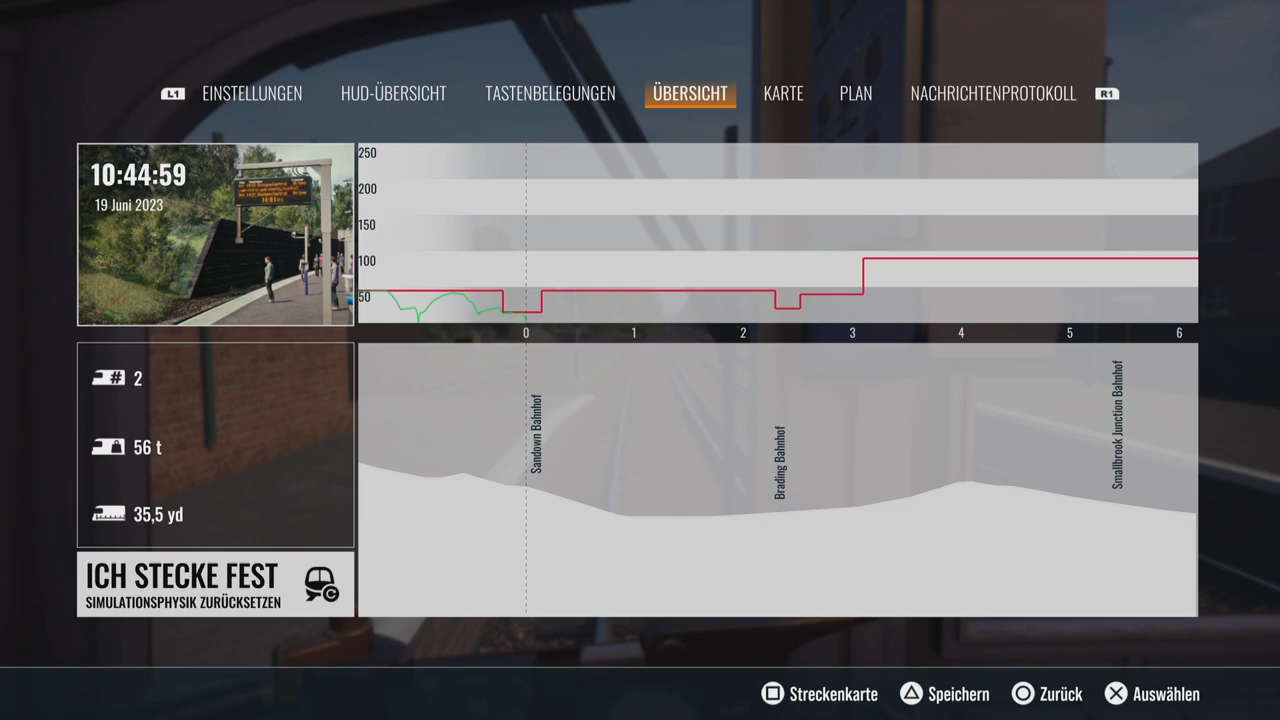 L1 EINSTELLUNGEN HUD-ÜBERSICHT TASTENBELEGUNGEN ÜBERSICHT KARTE PLAN NACHRICHTENPROTOKOLL R1
10:44:59
19 Juni 2023
250
200
150
100
50
0 1 2 3 4 5 6
# 2
56 t
35,5 yd
Sandown Bahnhof
Brading Bahnhof
Smallbrook Junction Bahnhof
ICH STECKE FEST
SIMULATIONSPHYSIK ZURÜCKSETZEN
Streckenkarte Speichern Zurück Auswählen